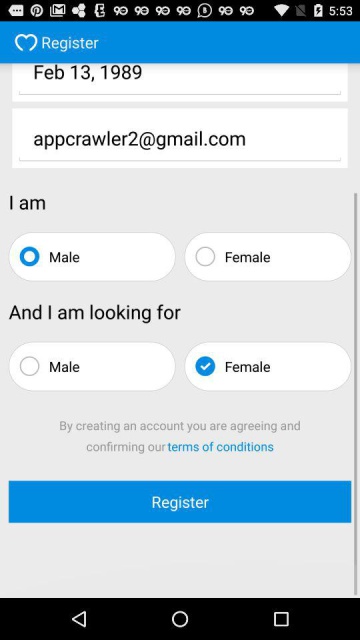 5:53
Register
Feb 13, 1989
appcrawler2@gmail.com
I am
Male
Female
And I am looking for
Male
Female
By creating an account you are agreeing and
confirming our terms of conditions
Register